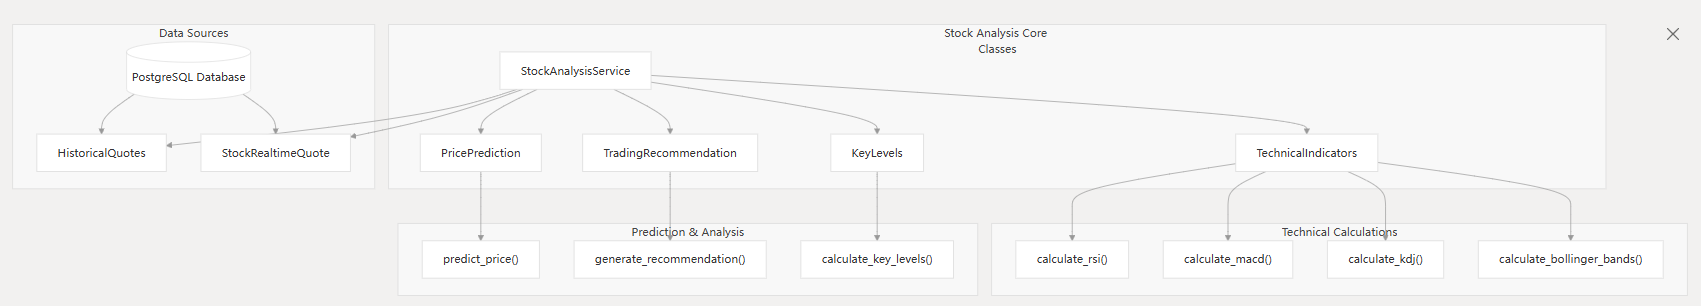 Data Sources
PostgreSQL Database
HistoricalQuotes
StockRealtimeQuote
Stock Analysis Core
Classes
StockAnalysisService
PricePrediction
TradingRecommendation
KeyLevels
TechnicalIndicators
Prediction & Analysis
predict_price()
generate_recommendation()
calculate_key_levels()
Technical Calculations
calculate_rsi()
calculate_macd()
calculate_kdj()
calculate_bollinger_bands()